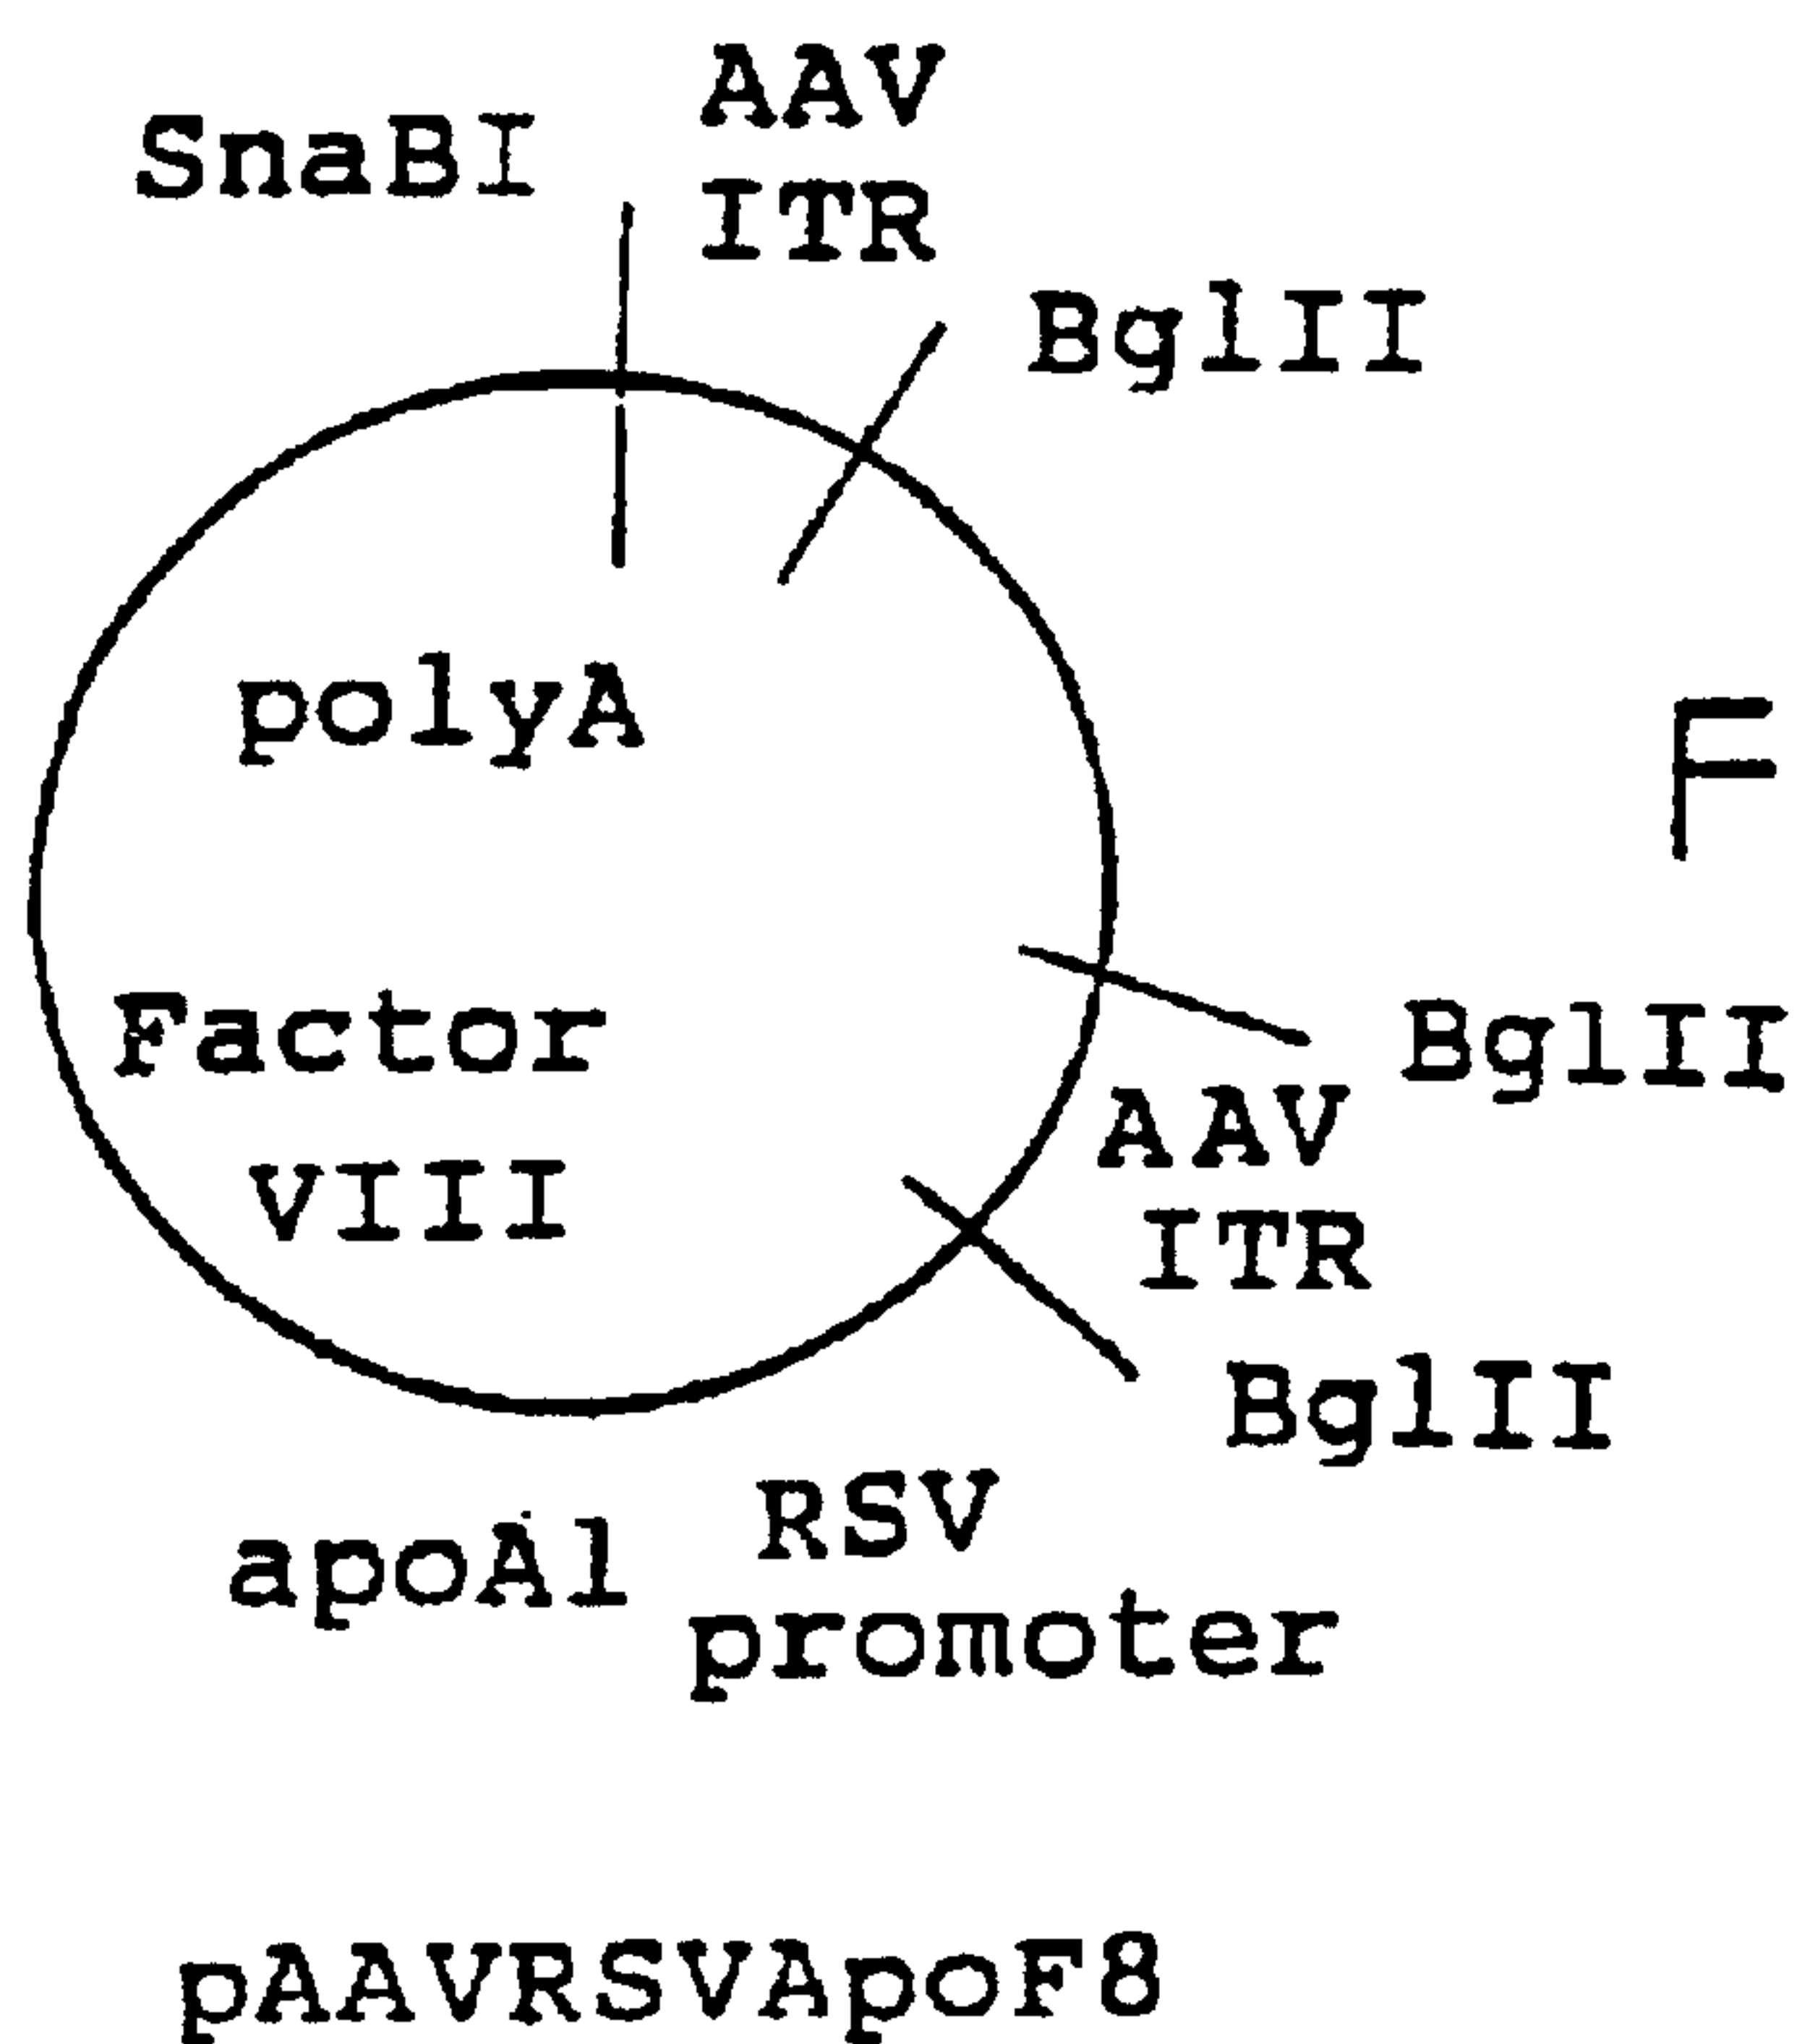 SnaBI
AAV
ITR
BglII
polyA
F
Factor
VIII
BglII
AAV
ITR
BglII
apoAl
RSV
promoter
pAAVRSVApoF8